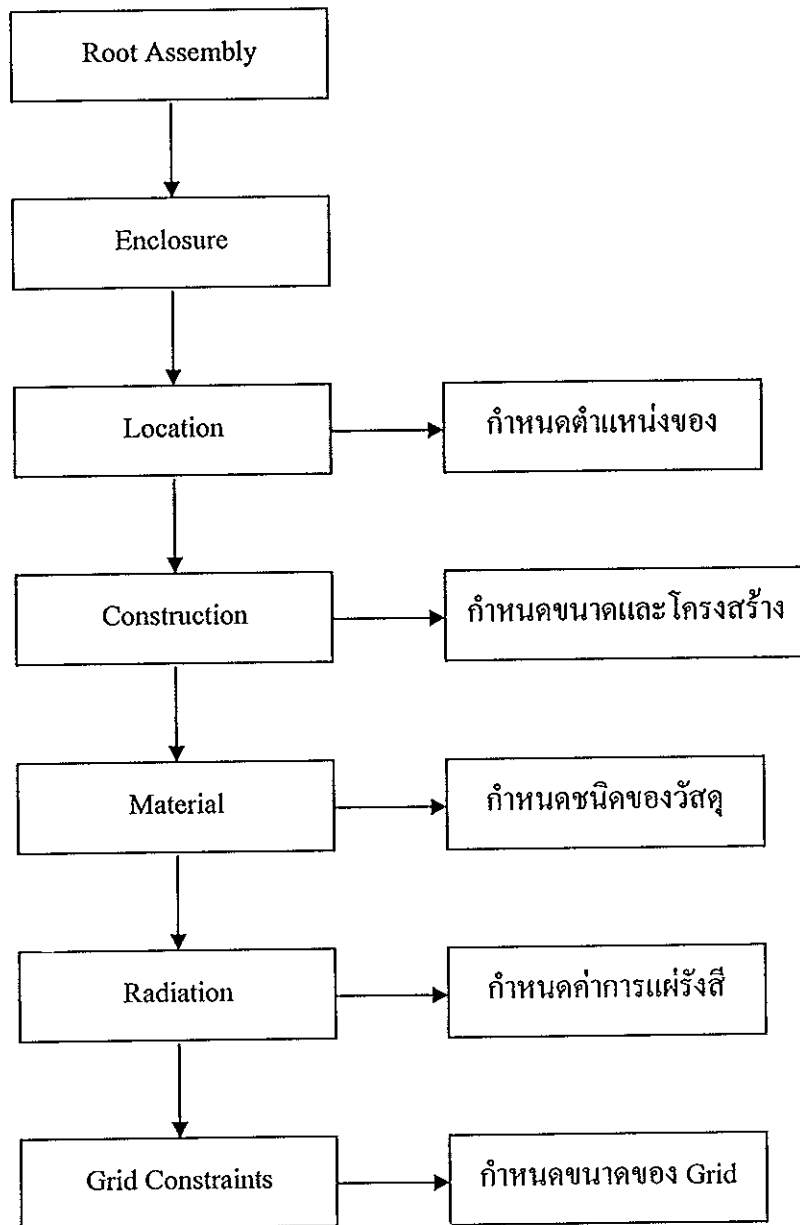 Root Assembly
Enclosure
Location
กำหนดตำแหน่งของ
Construction
กำหนดขนาดและโครงสร้าง
Material
กำหนดชนิดของวัสดุ
Radiation
กำหนดค่าการแผ่รังสี
Grid Constraints
กำหนดขนาดของ Grid